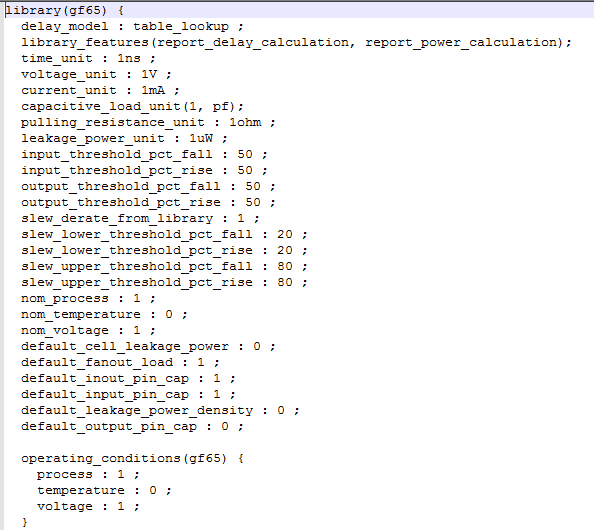 library(gf65) {
delay_model : table_lookup ;
library_features(report_delay_calculation, report_power_calculation);
time_unit : 1ns ;
voltage_unit : 1V ;
current_unit : 1mA ;
capacitive_load_unit(1, pf);
pulling_resistance_unit : 1ohm ;
leakage_power_unit : 1uW ;
input_threshold_pct_fall : 50 ;
input_threshold_pct_rise : 50 ;
output_threshold_pct_fall : 50 ;
output_threshold_pct_rise : 50 ;
slew_derate_from_library : 1 ;
slew_lower_threshold_pct_fall : 20 ;
slew_lower_threshold_pct_rise : 20 ;
slew_upper_threshold_pct_fall : 80 ;
slew_upper_threshold_pct_rise : 80 ;
nom_process : 1 ;
nom_temperature : 0 ;
nom_voltage : 1 ;
default_cell_leakage_power : 0 ;
default_fanout_load : 1 ;
default_inout_pin_cap : 1 ;
default_input_pin_cap : 1 ;
default_leakage_power_density : 0 ;
default_output_pin_cap : 0 ;
operating_conditions(gf65) {
process : 1 ;
temperature : 0 ;
voltage : 1 ;
}